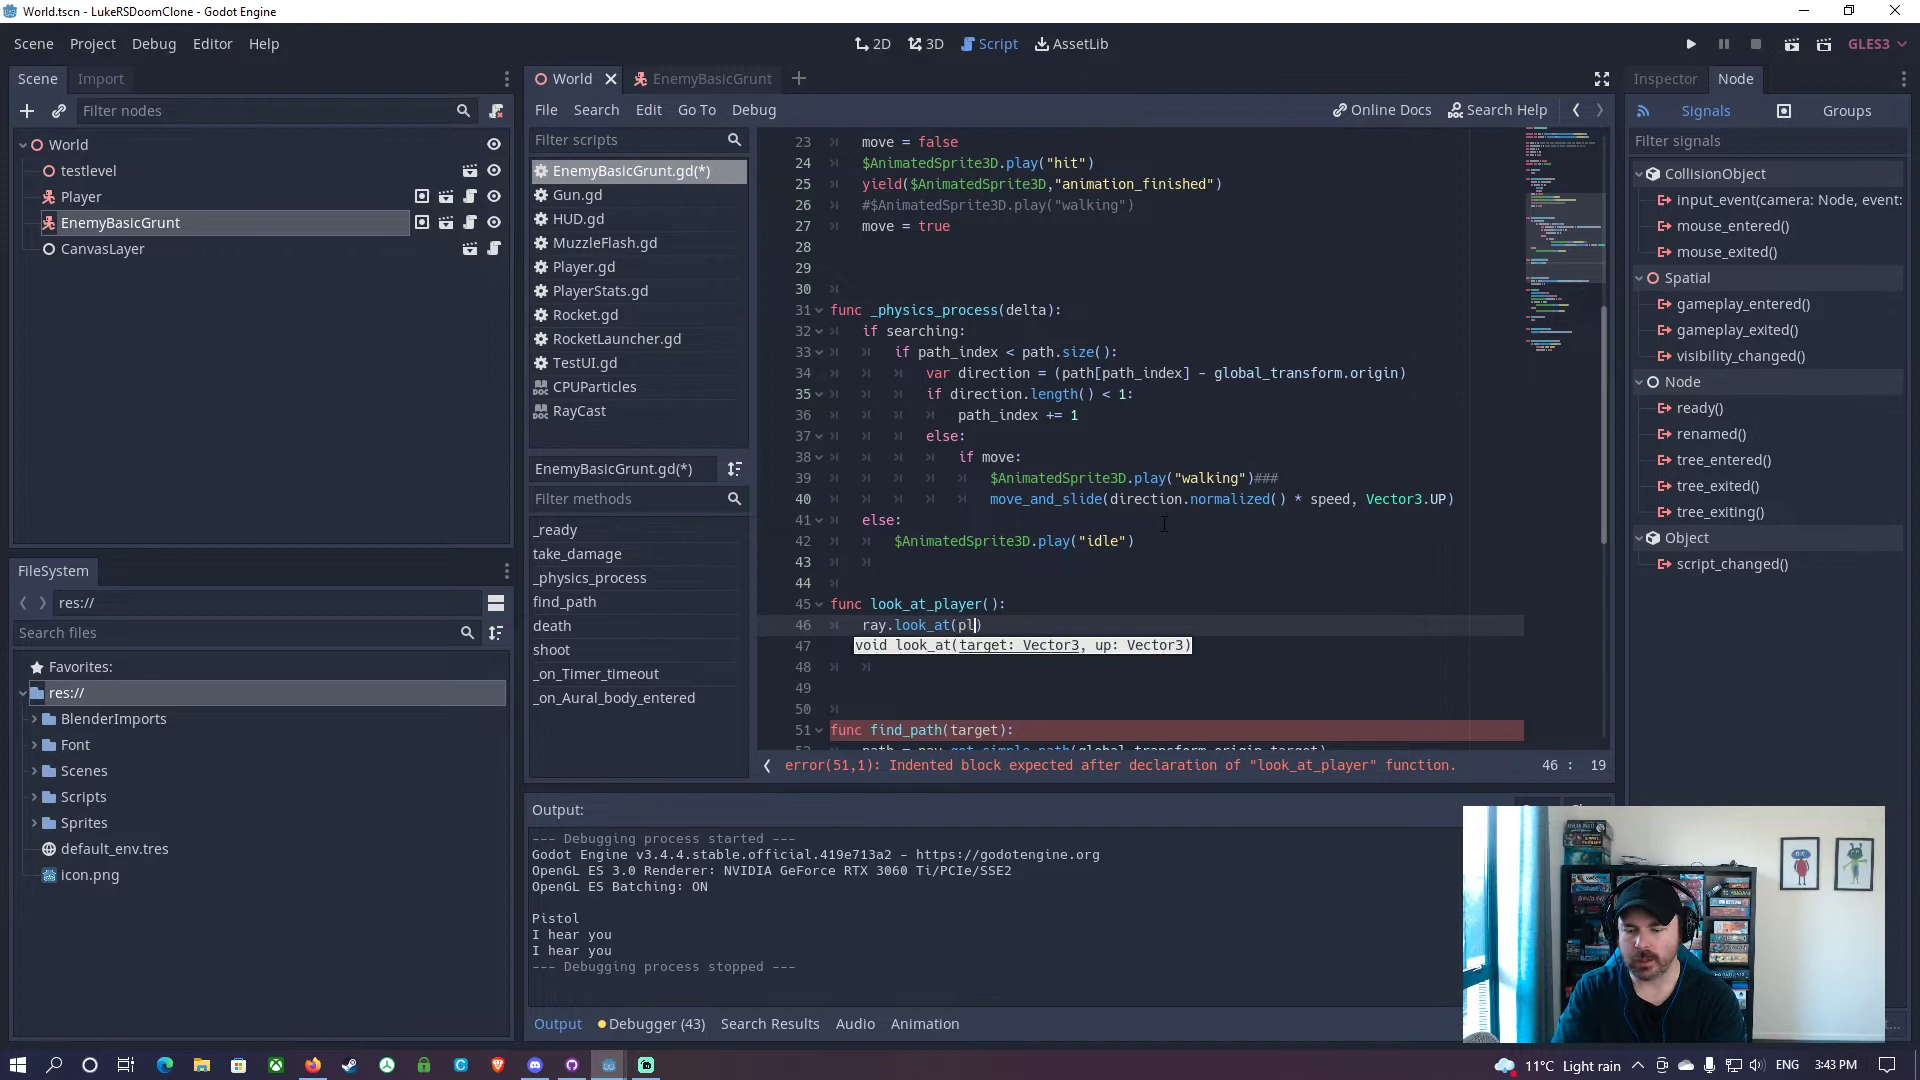 World.tscn - LukeRSDoomClone - Godot Engine
Scene Project Debug Editor Help
2D 3D Script AssetLib
GLES3
Scene Import
Filter nodes
World
testlevel
Player
EnemyBasicGrunt
CanvasLayer
FileSystem
res://
Search files
Favorites:
res://
BlenderImports
Font
Scenes
Scripts
Sprites
default_env.tres
icon.png
World EnemyBasicGrunt
File Search Edit Go To Debug
Online Docs Search Help
Filter scripts
EnemyBasicGrunt.gd(*)
Gun.gd
HUD.gd
MuzzleFlash.gd
Player.gd
PlayerStats.gd
Rocket.gd
RocketLauncher.gd
TestUI.gd
CPUParticles
RayCast
EnemyBasicGrunt.gd(*)
Filter methods
_ready
take_damage
_physics_process
find_path
death
shoot
_on_Timer_timeout
_on_Aural_body_entered
23 move = false
24 $AnimatedSprite3D.play("hit")
25 yield($AnimatedSprite3D,"animation_finished")
26 #$AnimatedSprite3D.play("walking")
27 move = true
28
29
30
31 func _physics_process(delta):
32 if searching:
33 if path_index < path.size():
34 var direction = (path[path_index] - global_transform.origin)
35 if direction.length() < 1:
36 path_index += 1
37 else:
38 if move:
39 $AnimatedSprite3D.play("walking")###
40 move_and_slide(direction.normalized() * speed, Vector3.UP)
41 else:
42 $AnimatedSprite3D.play("idle")
43
44
45 func look_at_player():
46 ray.look_at(pl)
47 void look_at(target: Vector3, up: Vector3)
48
49
50
51 func find_path(target):
error(51,1): Indented block expected after declaration of "look_at_player" function.
46 : 19
Output:
--- Debugging process started ---
Godot Engine v3.4.4.stable.official.419e713a2 - https://godotengine.org
OpenGL ES 3.0 Renderer: NVIDIA GeForce RTX 3060 Ti/PCIe/SSE2
OpenGL ES Batching: ON
Pistol
I hear you
I hear you
--- Debugging process stopped ---
Output Debugger (43) Search Results Audio Animation
Inspector Node
Signals Groups
Filter signals
CollisionObject
input_event(camera: Node, event:
mouse_entered()
mouse_exited()
Spatial
gameplay_entered()
gameplay_exited()
visibility_changed()
Node
ready()
renamed()
tree_entered()
tree_exited()
tree_exiting()
Object
script_changed()
11°C Light rain
ENG
3:43 PM